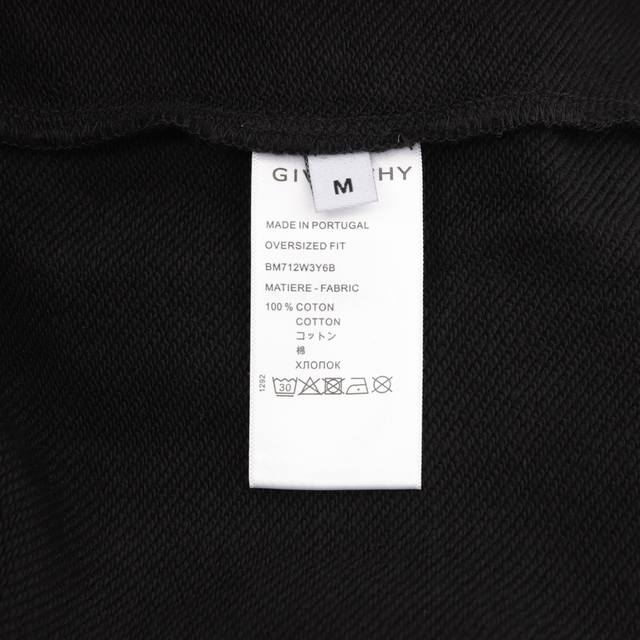 GIV HY
M
MADE IN PORTUGAL
OVERSIZED FIT
BM712W3Y6B
MATIERE - FABRIC
100 % COTON
COTTON
コットン
棉
ХЛОПОК
1292
30